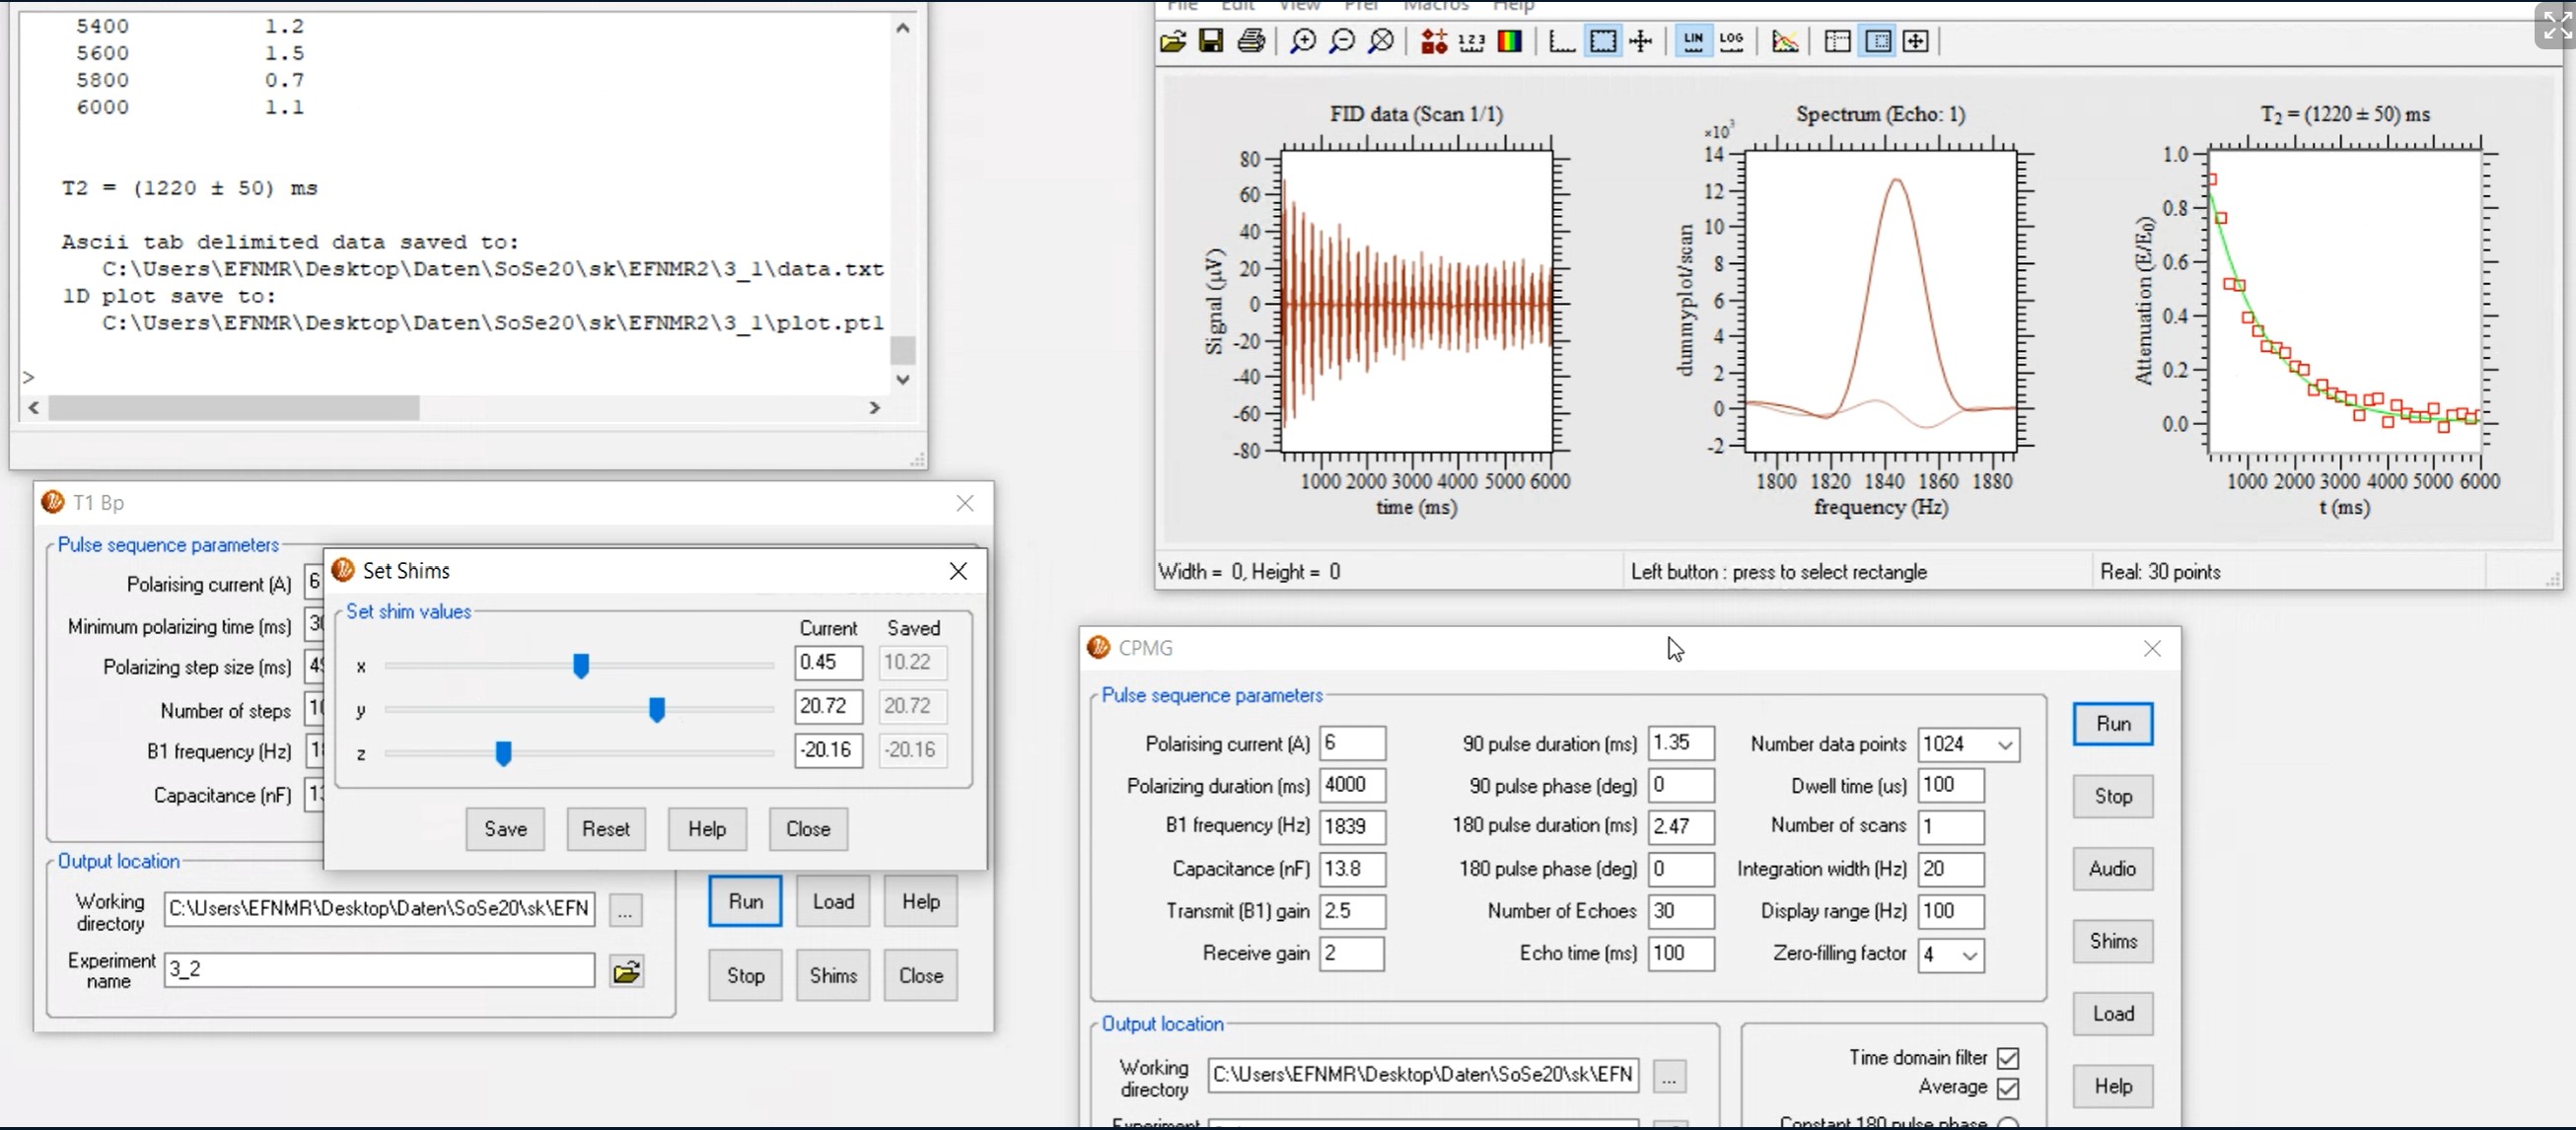 5400 1.2
5600 1.5
5800 0.7
6000 1.1
T2 = (1220 ± 50) ms
Ascii tab delimited data saved to:
C:\Users\EFNMR\Desktop\Daten\SoSe20\sk\EFNMR2\3_1\data.txt
1D plot save to:
C:\Users\EFNMR\Desktop\Daten\SoSe20\sk\EFNMR2\3_1\plot.pt1
>
File Edit View Pref Macros Help
1 2 3
LIN LOG
FID data (Scan 1/1)
80
60
40
20
0
-20
-40
-60
-80
Signal (μV)
1000 2000 3000 4000 5000 6000
time (ms)
Spectrum (Echo: 1)
×10³
14
12
10
8
6
4
2
0
-2
dummyplot/scan
1800 1820 1840 1860 1880
frequency (Hz)
T₂ = (1220 ± 50) ms
1.0
0.8
0.6
0.4
0.2
0.0
Attenuation (E/E₀)
1000 2000 3000 4000 5000 6000
t (ms)
Width = 0, Height = 0
Left button : press to select rectangle
Real: 30 points
T1 Bp
Pulse sequence parameters
Polarising current (A) 6
Minimum polarizing time (ms)
Polarizing step size (ms)
Number of steps
B1 frequency (Hz)
Capacitance (nF)
Output location
Working directory C:\Users\EFNMR\Desktop\Daten\SoSe20\sk\EFN ...
Experiment name 3_2
Run Load Help
Stop Shims Close
Set Shims
Set shim values
Current Saved
x 0.45 10.22
y 20.72 20.72
z -20.16 -20.16
Save Reset Help Close
CPMG
Pulse sequence parameters
Polarising current (A) 6 90 pulse duration (ms) 1.35 Number data points 1024
Polarizing duration (ms) 4000 90 pulse phase (deg) 0 Dwell time (us) 100
B1 frequency (Hz) 1839 180 pulse duration (ms) 2.47 Number of scans 1
Capacitance (nF) 13.8 180 pulse phase (deg) 0 Integration width (Hz) 20
Transmit (B1) gain 2.5 Number of Echoes 30 Display range (Hz) 100
Receive gain 2 Echo time (ms) 100 Zero-filling factor 4
Run
Stop
Audio
Shims
Load
Help
Output location
Working directory C:\Users\EFNMR\Desktop\Daten\SoSe20\sk\EFN ...
Experiment
Time domain filter
Average
Constant 180 pulse phase